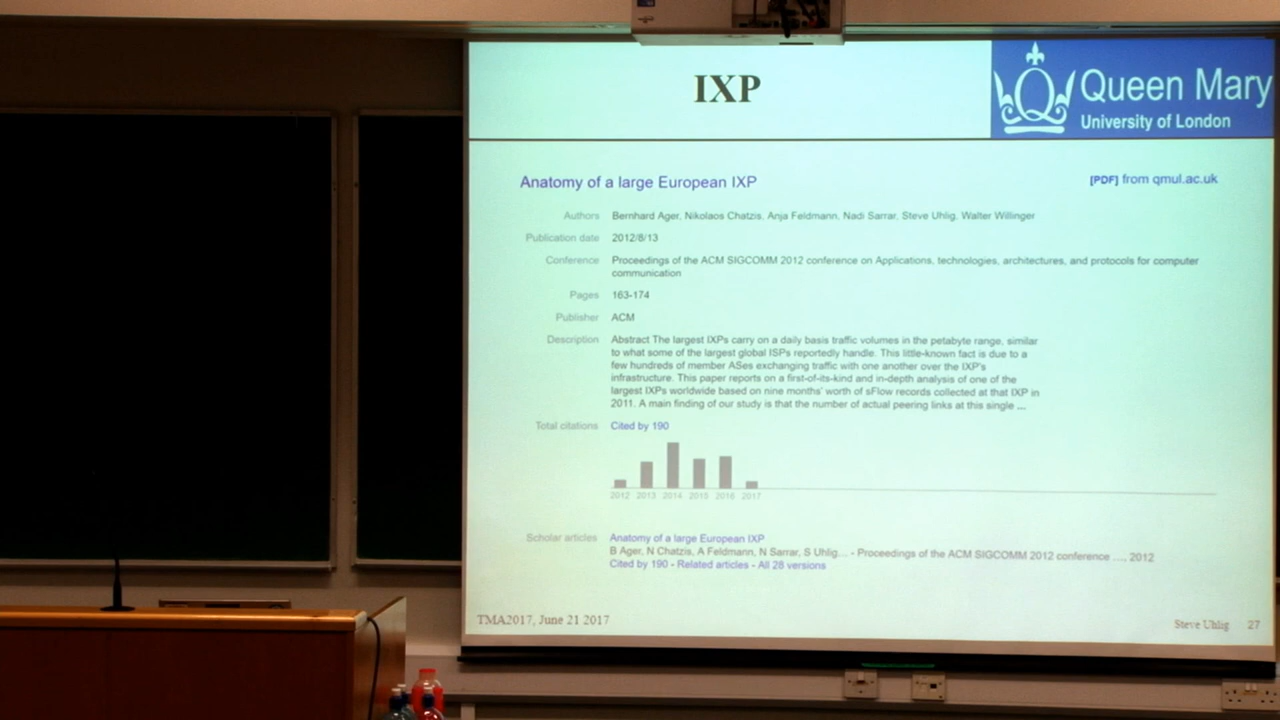 IXP
Queen Mary
University of London
Anatomy of a large European IXP
[PDF] from qmul.ac.uk
Authors Bernhard Ager, Nikolaos Chatzis, Anja Feldmann, Nadi Sarrar, Steve Uhlig, Walter Willinger
Publication date 2012/8/13
Conference Proceedings of the ACM SIGCOMM 2012 conference on Applications, technologies, architectures, and protocols for computer
communication
Pages 163-174
Publisher ACM
Description Abstract The largest IXPs carry on a daily basis traffic volumes in the petabyte range, similar
to what some of the largest global ISPs reportedly handle. This little-known fact is due to a
few hundreds of member ASes exchanging traffic with one another over the IXP's
infrastructure. This paper reports on a first-of-its-kind and in-depth analysis of one of the
largest IXPs worldwide based on nine months' worth of sFlow records collected at that IXP in
2011. A main finding of our study is that the number of actual peering links at this single ...
Total citations Cited by 190
2012 2013 2014 2015 2016 2017
Scholar articles Anatomy of a large European IXP
B Ager, N Chatzis, A Feldmann, N Sarrar, S Uhlig... - Proceedings of the ACM SIGCOMM 2012 conference ..., 2012
Cited by 190 - Related articles - All 28 versions
TMA2017, June 21 2017
Steve Uhlig 27